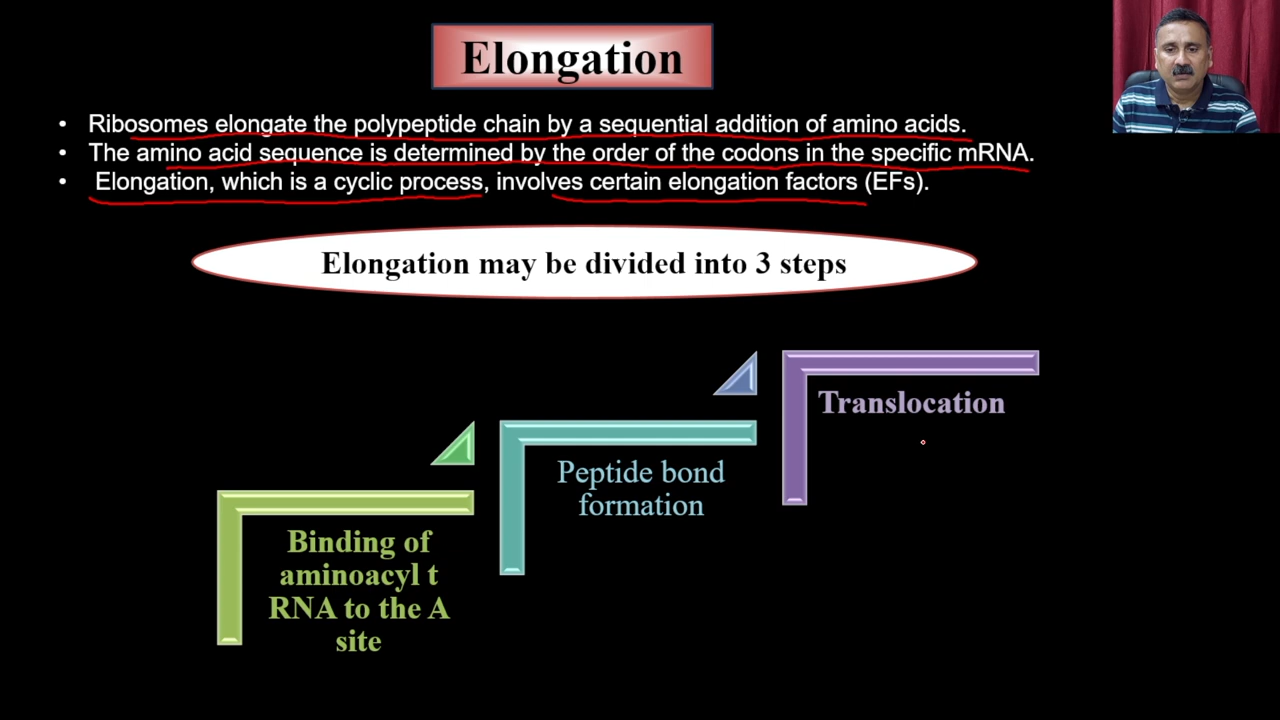 Elongation
• Ribosomes elongate the polypeptide chain by a sequential addition of amino acids.
• The amino acid sequence is determined by the order of the codons in the specific mRNA.
• Elongation, which is a cyclic process, involves certain elongation factors (EFs).
Elongation may be divided into 3 steps
Translocation
Peptide bond
formation
Binding of
aminoacyl t
RNA to the A
site